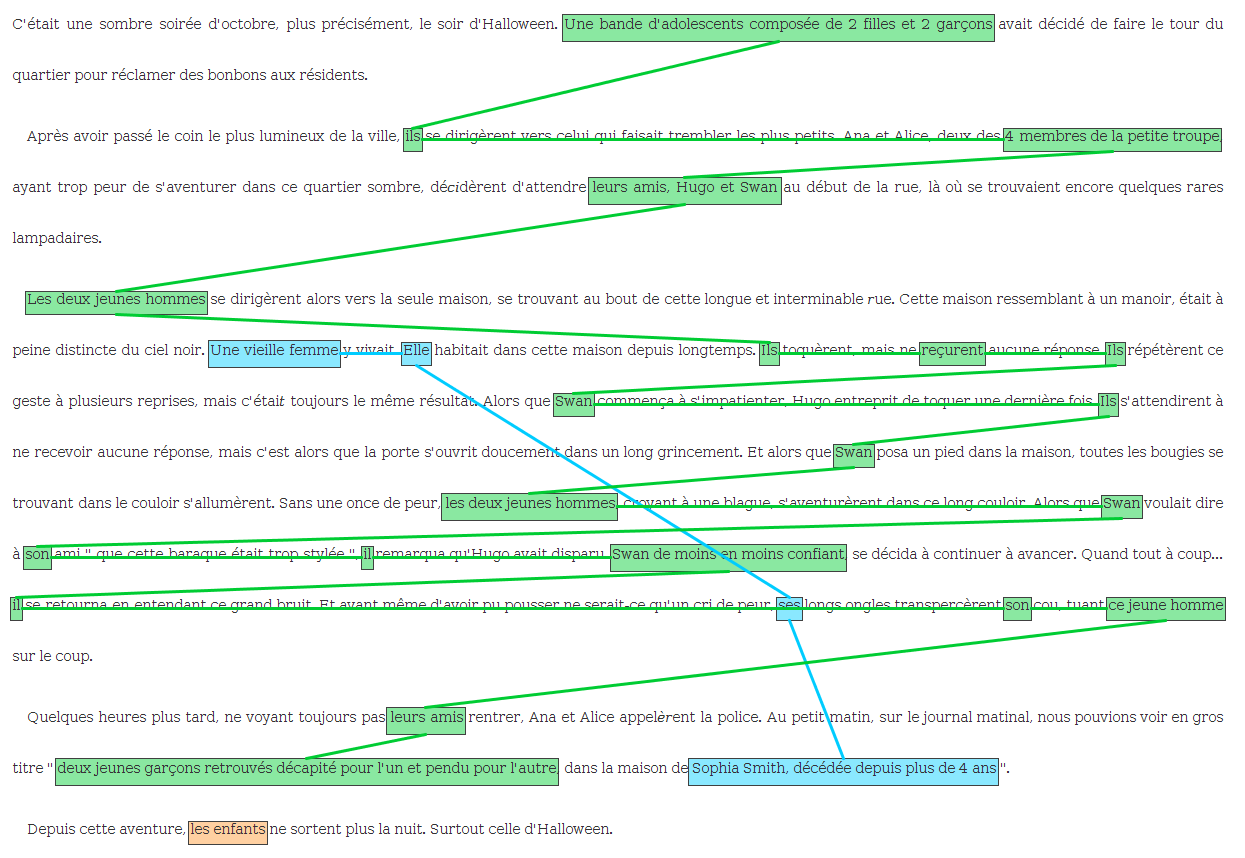 C'était une sombre soirée d'octobre, plus précisément, le soir d'Halloween. Une bande d'adolescents composée de 2 filles et 2 garçons avait décidé de faire le tour du
quartier pour réclamer des bonbons aux résidents.
Après avoir passé le coin le plus lumineux de la ville, ils se dirigèrent vers celui qui faisait trembler les plus petits. Ana et Alice, deux des 4 membres de la petite troupe,
ayant trop peur de s'aventurer dans ce quartier sombre, décidèrent d'attendre leurs amis, Hugo et Swan au début de la rue, là où se trouvaient encore quelques rares
lampadaires.
Les deux jeunes hommes se dirigèrent alors vers la seule maison, se trouvant au bout de cette longue et interminable rue. Cette maison ressemblant à un manoir, était à
peine distincte du ciel noir. Une vieille femme y vivait. Elle habitait dans cette maison depuis longtemps. Ils toquèrent, mais ne reçurent aucune réponse. Ils répétèrent ce
geste à plusieurs reprises, mais c'était toujours le même résultat. Alors que Swan commença à s'impatienter, Hugo entreprit de toquer une dernière fois. Ils s'attendirent à
ne recevoir aucune réponse, mais c'est alors que la porte s'ouvrit doucement dans un long grincement. Et alors que Swan posa un pied dans la maison, toutes les bougies se
trouvant dans le couloir s'allumèrent. Sans une once de peur, les deux jeunes hommes, croyant à une blague, s'aventurèrent dans ce long couloir. Alors que Swan voulait dire
à son ami " que cette baraque était trop stylée ", il remarqua qu'Hugo avait disparu. Swan de moins en moins confiant, se décida à continuer à avancer. Quand tout à coup...
il se retourna en entendant ce grand bruit. Et avant même d'avoir pu pousser ne serait-ce qu'un cri de peur, ses longs ongles transpercèrent son cou, tuant ce jeune homme
sur le coup.
Quelques heures plus tard, ne voyant toujours pas leurs amis rentrer, Ana et Alice appelèrent la police. Au petit matin, sur le journal matinal, nous pouvions voir en gros
titre " deux jeunes garçons retrouvés décapité pour l'un et pendu pour l'autre, dans la maison de Sophia Smith, décédée depuis plus de 4 ans ".
Depuis cette aventure, les enfants ne sortent plus la nuit. Surtout celle d'Halloween.